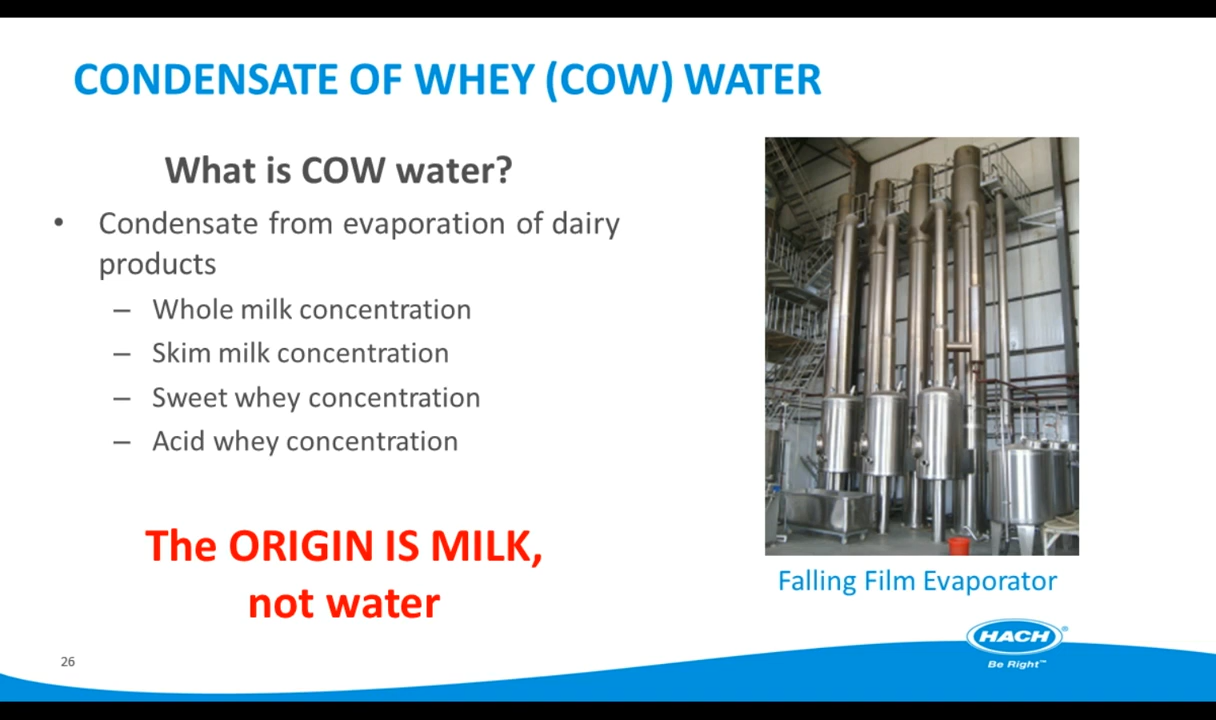 CONDENSATE OF WHEY (COW) WATER
What is COW water?
• Condensate from evaporation of dairy
products
– Whole milk concentration
– Skim milk concentration
– Sweet whey concentration
– Acid whey concentration
The ORIGIN IS MILK,
not water
Falling Film Evaporator
26
HACH®
Be Right™